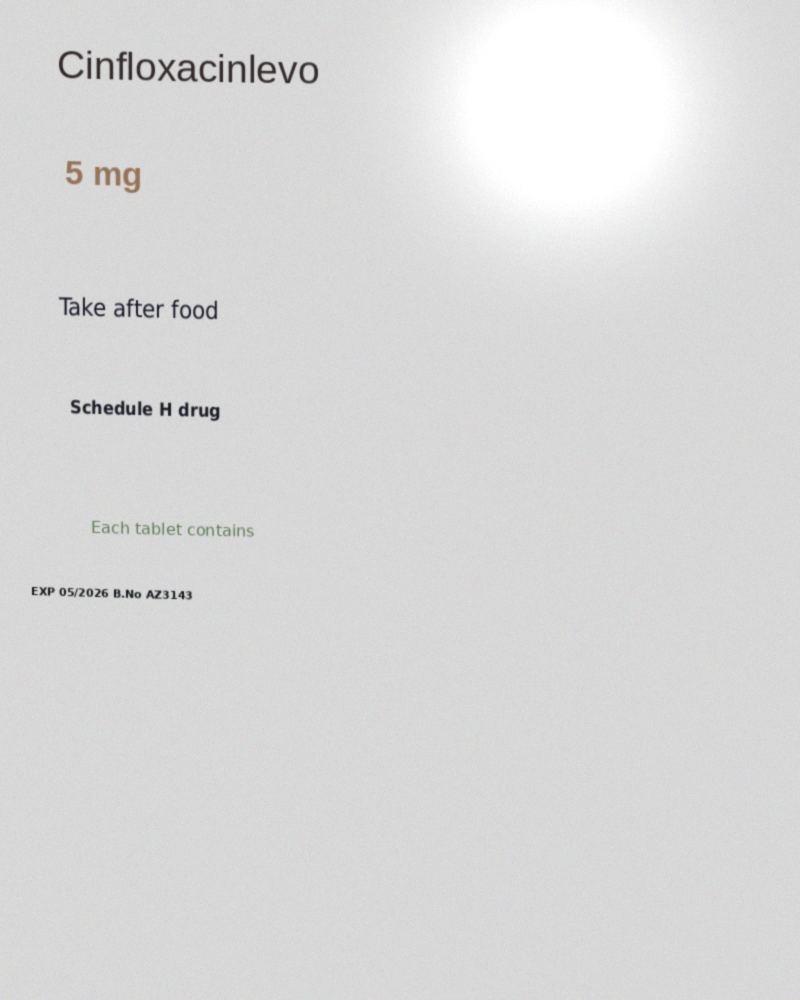 Cinfloxacinlevo
5 mg
Take after food
Schedule H drug
Each tablet contains
EXP 05/2026 B.No AZ3143